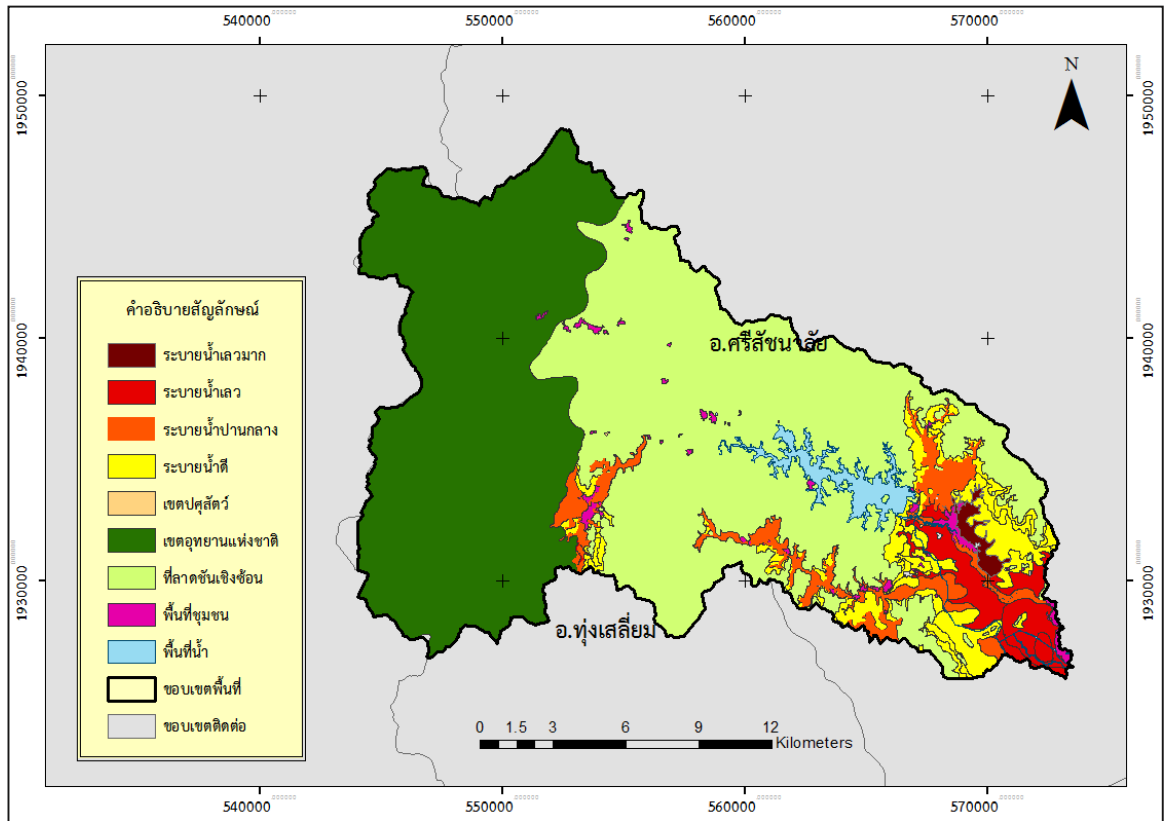 540000 550000 560000 570000
N
1950000 1950000
1940000 1940000
1930000 1930000
อ.ศรีสัชนาลัย
อ.ทุ่งเสลี่ยม
คำอธิบายสัญลักษณ์
ระบายน้ำเลวมาก
ระบายน้ำเลว
ระบายน้ำปานกลาง
ระบายน้ำดี
เขตปศุสัตว์
เขตอุทยานแห่งชาติ
ที่ลาดชันเชิงซ้อน
พื้นที่ชุมชน
พื้นที่น้ำ
ขอบเขตพื้นที่
ขอบเขตติดต่อ
0 1.5 3 6 9 12
Kilometers
540000 550000 560000 570000